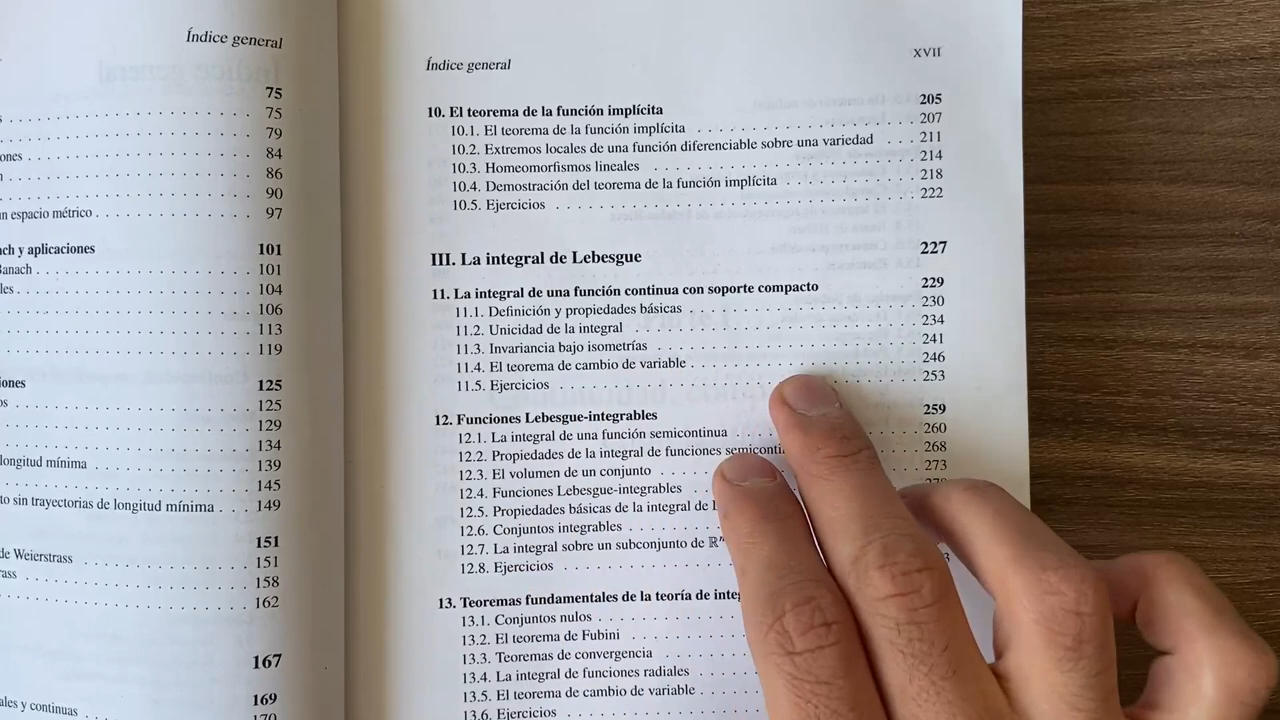 Índice general
75
75
79
ones 84
86
90
un espacio métrico 97
ach y aplicaciones 101
Banach 101
les 104
106
113
119
iones 125
os 125
129
134
longitud mínima 139
145
to sin trayectorias de longitud mínima 149
151
de Weierstrass 151
rass 158
162
167
169
ales y continuas 170
Índice general XVII
10. El teorema de la función implícita 205
10.1. El teorema de la función implícita 207
10.2. Extremos locales de una función diferenciable sobre una variedad 211
10.3. Homeomorfismos lineales 214
10.4. Demostración del teorema de la función implícita 218
10.5. Ejercicios 222
III. La integral de Lebesgue 227
11. La integral de una función continua con soporte compacto 229
11.1. Definición y propiedades básicas 230
11.2. Unicidad de la integral 234
11.3. Invariancia bajo isometrías 241
11.4. El teorema de cambio de variable 246
11.5. Ejercicios 253
12. Funciones Lebesgue-integrables 259
12.1. La integral de una función semicontinua 260
12.2. Propiedades de la integral de funciones semiconti 268
12.3. El volumen de un conjunto 273
12.4. Funciones Lebesgue-integrables
12.5. Propiedades básicas de la integral de
12.6. Conjuntos integrables
12.7. La integral sobre un subconjunto de ℝⁿ 3
12.8. Ejercicios
13. Teoremas fundamentales de la teoría de integ
13.1. Conjuntos nulos
13.2. El teorema de Fubini
13.3. Teoremas de convergencia
13.4. La integral de funciones radiales
13.5. El teorema de cambio de variable
13.6. Ejercicios